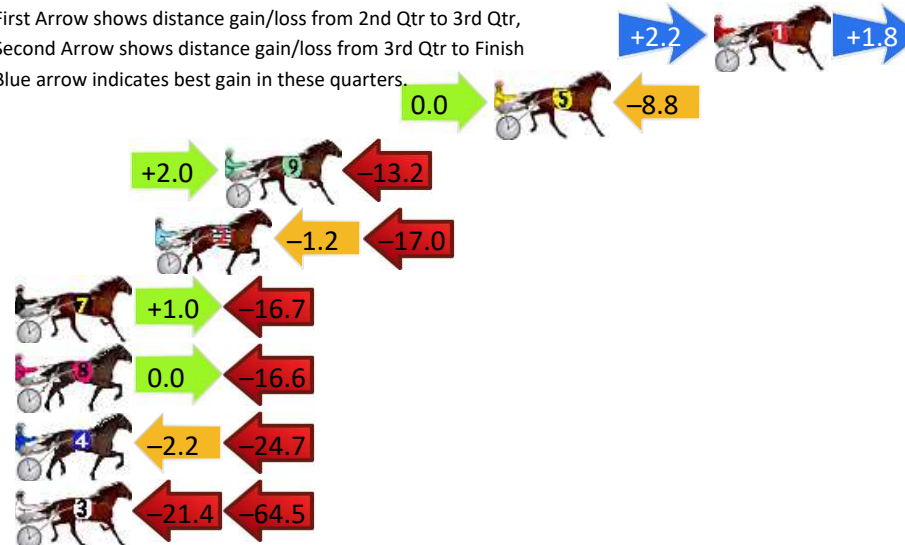 First Arrow shows distance gain/loss from 2nd Qtr to 3rd Qtr,
Second Arrow shows distance gain/loss from 3rd Qtr to Finish
Blue arrow indicates best gain in these quarters.
+2.2 1 +1.8
0.0 5 –8.8
+2.0 9 –13.2
–1.2 –17.0
7 +1.0 –16.7
8 0.0 –16.6
4 –2.2 –24.7
3 –21.4 –64.5